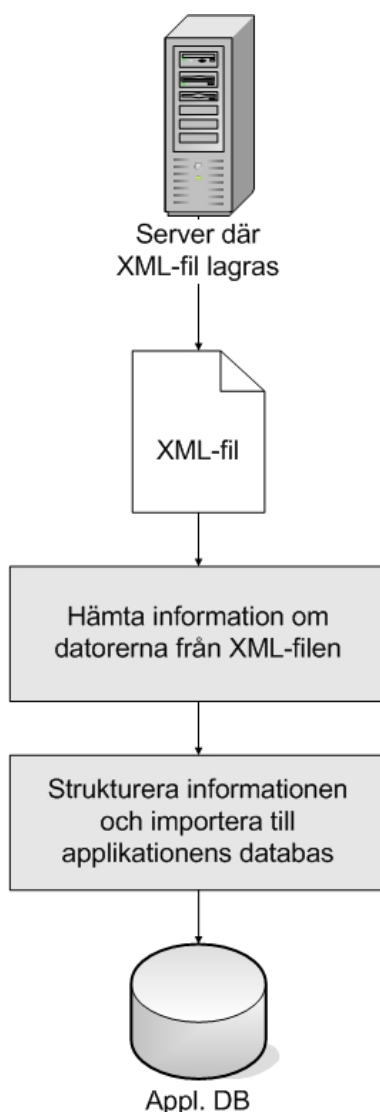 Server där
XML-fil lagras
XML-fil
Hämta information om
datorerna från XML-filen
Strukturera informationen
och importera till
applikationens databas
Appl. DB